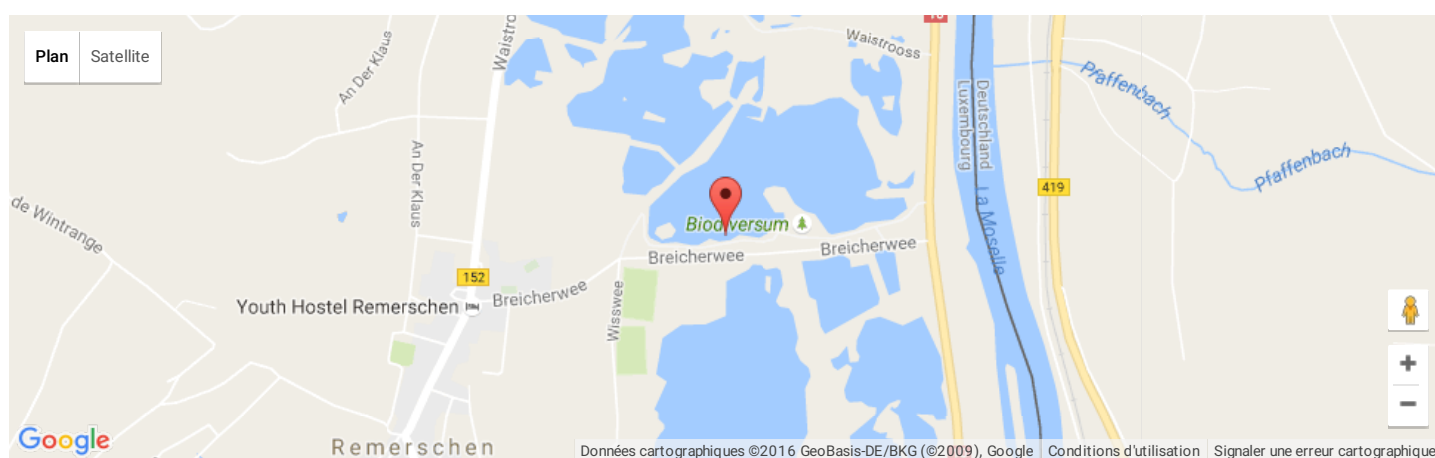 Plan
Satellite
An Der Klaus
Waistro
Waistrooss
10
Pfaffenbach
Deutschland
Luxembourg
An Der Klaus
Pfaffenbach
419
La Moselle
de Wintrange
Biodiversum
Breicherwee
Breicherwee
152
Youth Hostel Remerschen
Breicherwee
Wisswee
Google
Remerschen
Données cartographiques ©2016 GeoBasis-DE/BKG (©2009), Google
Conditions d'utilisation
Signaler une erreur cartographique